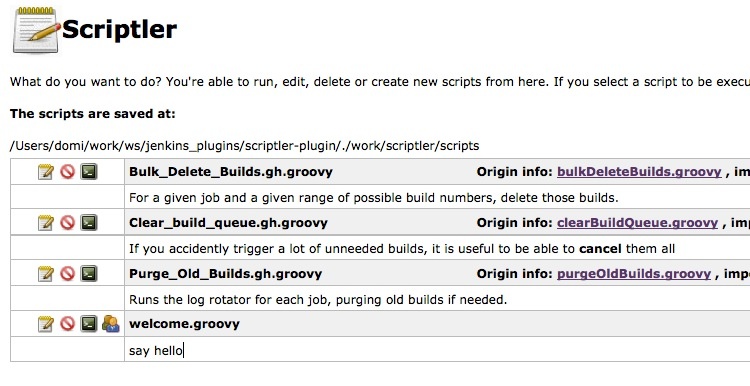 Scriptler
What do you want to do? You're able to run, edit, delete or create new scripts from here. If you select a script to be
The scripts are saved at:
/Users/domi/work/ws/jenkins_plugins/scriptler-plugin/./work/scriptler/scripts
Bulk_Delete_Builds.gh.groovy Origin info: bulkDeleteBuilds.groovy , im
For a given job and a given range of possible build numbers, delete those builds.
Clear_build_queue.gh.groovy Origin info: clearBuildQueue.groovy , imp
If you accidently trigger a lot of unneeded builds, it is useful to be able to cancel them all
Purge_Old_Builds.gh.groovy Origin info: purgeOldBuilds.groovy , impo
Runs the log rotator for each job, purging old builds if needed.
welcome.groovy
say hello